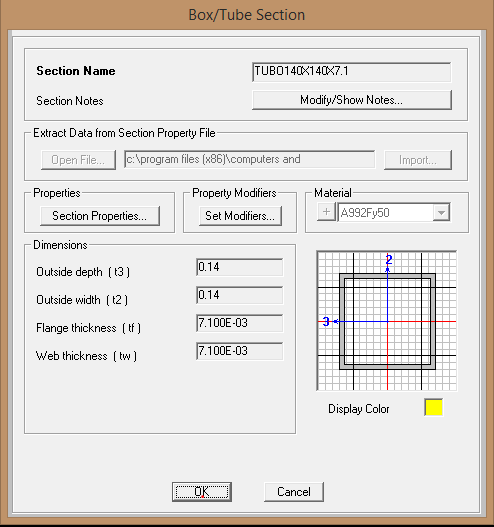 Box/Tube Section
Section Name
TUBO140X140X7.1
Section Notes
Modify/Show Notes...
Extract Data from Section Property File
Open File...
c:\program files (x86)\computers and
Import...
Properties
Section Properties...
Property Modifiers
Set Modifiers...
Material
+
A992Fy50
Dimensions
Outside depth ( t3 )
0.14
Outside width ( t2 )
0.14
Flange thickness ( tf )
7.100E-03
Web thickness ( tw )
7.100E-03
2
3
Display Color
OK
Cancel